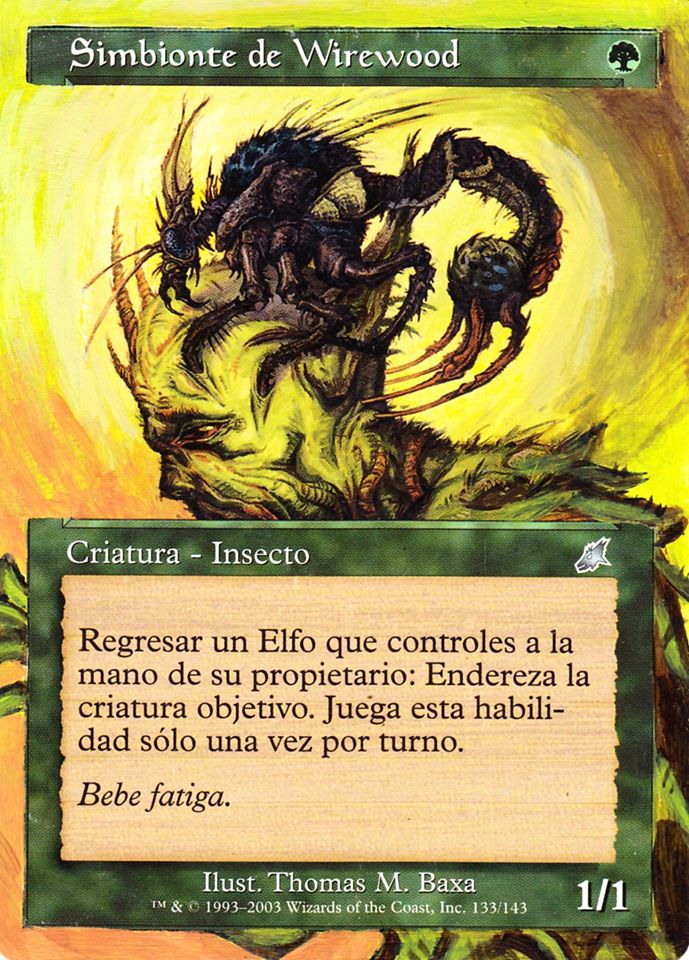 Simbionte de Wirewood
Criatura - Insecto
Regresar un Elfo que controles a la
mano de su propietario: Endereza la
criatura objetivo. Juega esta habili-
dad sólo una vez por turno.
Bebe fatiga.
Ilust. Thomas M. Baxa
™ & © 1993–2003 Wizards of the Coast, Inc. 133/143
1/1